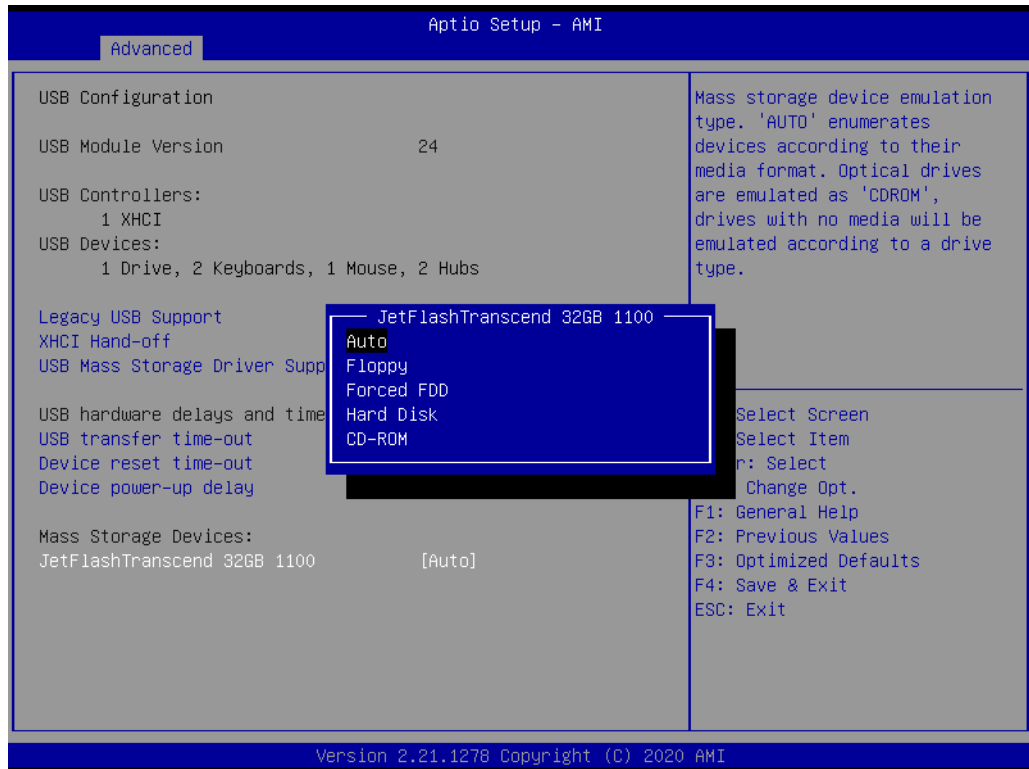 Aptio Setup – AMI
Advanced
USB Configuration
USB Module Version 24
USB Controllers:
1 XHCI
USB Devices:
1 Drive, 2 Keyboards, 1 Mouse, 2 Hubs
Legacy USB Support
XHCI Hand-off
USB Mass Storage Driver Supp
USB hardware delays and time
USB transfer time-out
Device reset time-out
Device power-up delay
Mass Storage Devices:
JetFlashTranscend 32GB 1100 [Auto]
JetFlashTranscend 32GB 1100
Auto
Floppy
Forced FDD
Hard Disk
CD-ROM
Mass storage device emulation
type. 'AUTO' enumerates
devices according to their
media format. Optical drives
are emulated as 'CDROM',
drives with no media will be
emulated according to a drive
type.
Select Screen
Select Item
r: Select
Change Opt.
F1: General Help
F2: Previous Values
F3: Optimized Defaults
F4: Save & Exit
ESC: Exit
Version 2.21.1278 Copyright (C) 2020 AMI